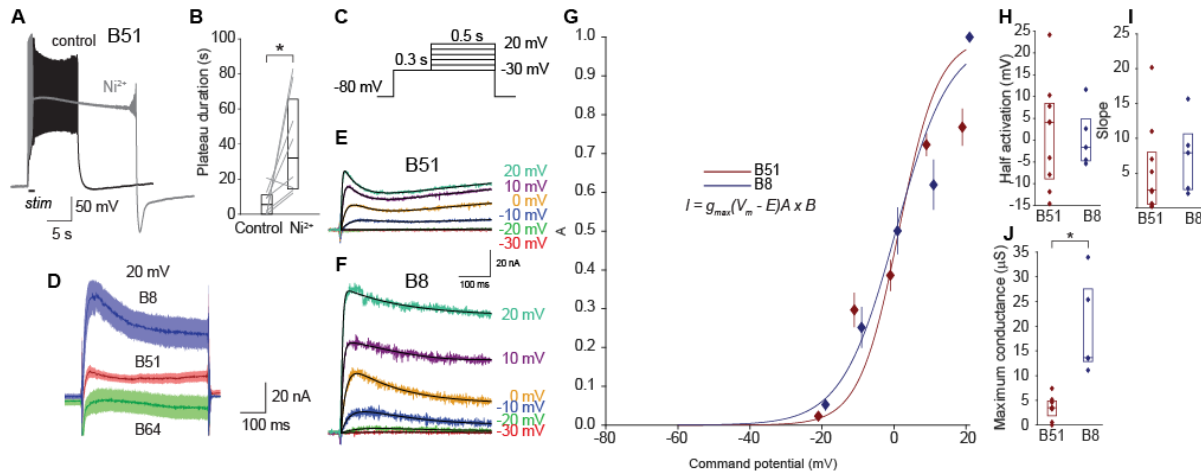 A
B51
control
Ni²⁺
stim
50 mV
5 s
B
*
Plateau duration (s)
100
80
60
40
20
0
Control Ni²⁺
C
0.5 s
0.3 s
20 mV
-30 mV
-80 mV
D
20 mV
B8
B51
B64
20 nA
100 ms
E
B51
20 mV
10 mV
0 mV
-10 mV
-20 mV
-30 mV
20 nA
100 ms
F
B8
20 mV
10 mV
0 mV
-10 mV
-20 mV
-30 mV
G
1.0
0.9
0.8
0.7
0.6
0.5
0.4
0.3
0.2
0.1
0.0
A
B51
B8
I = gmax(Vm - E)A x B
-80 -60 -40 -20 0 20
Command potential (mV)
H
Half activation (mV)
25
20
15
10
5
0
-5
-10
-15
B51 B8
I
Slope
25
20
15
10
5
B51 B8
J
*
Maximum conductance (µS)
35
30
25
20
15
10
5
0
B51 B8